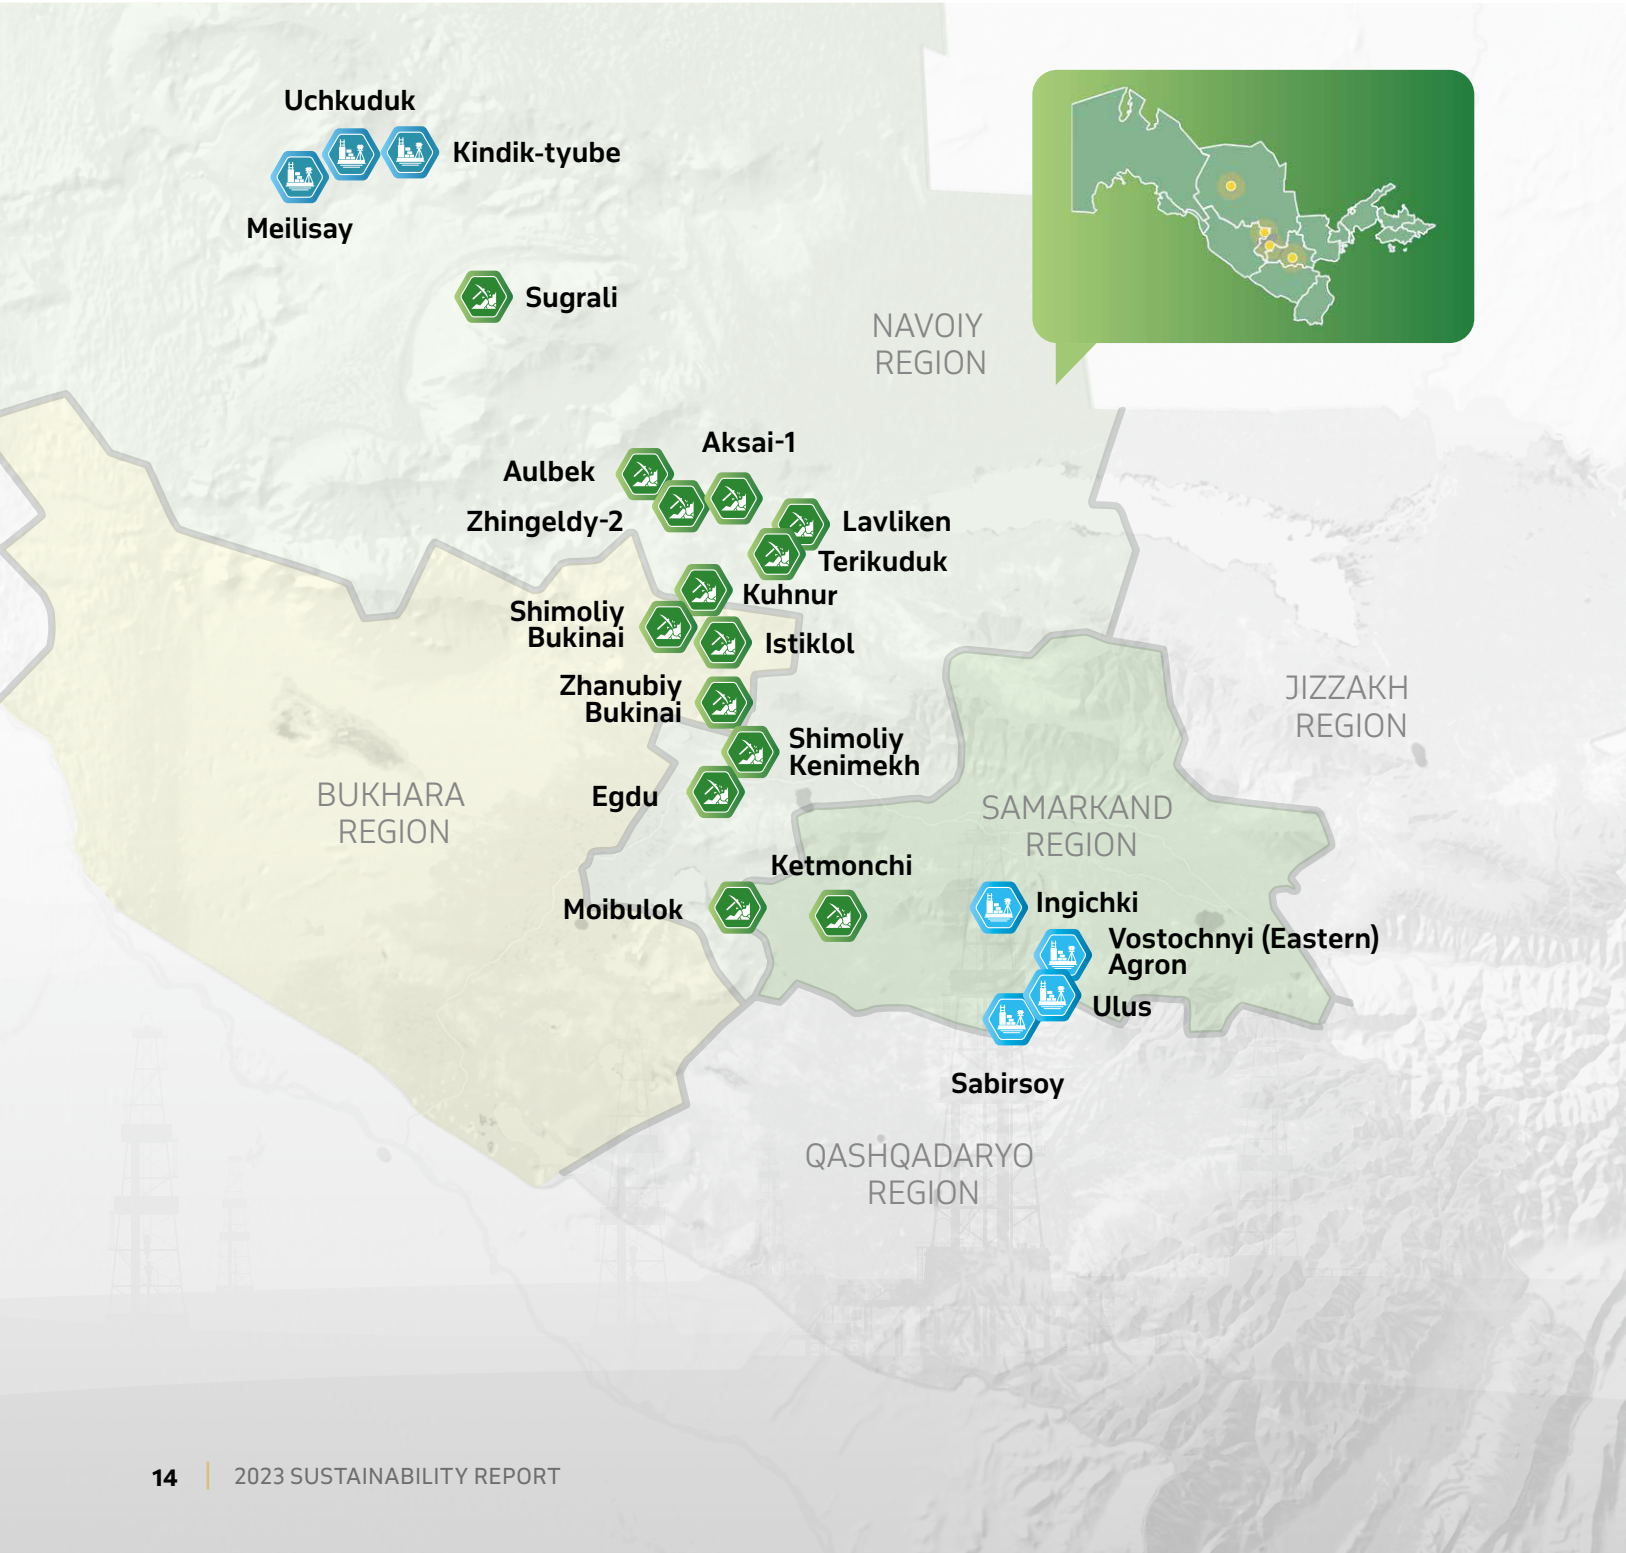 Uchkuduk
Kindik-tyube
Meilisay
Sugrali
NAVOIY
REGION
Aksai-1
Aulbek
Zhingeldy-2
Lavliken
Terikuduk
Kuhnur
Shimoliy
Bukinai
Istiklol
Zhanubiy
Bukinai
JIZZAKH
REGION
Shimoliy
Kenimekh
Egdu
BUKHARA
REGION
SAMARKAND
REGION
Ketmonchi
Moibulok
Ingichki
Vostochnyi (Eastern)
Agron
Ulus
Sabirsoy
QASHQADARYO
REGION
14
2023 SUSTAINABILITY REPORT